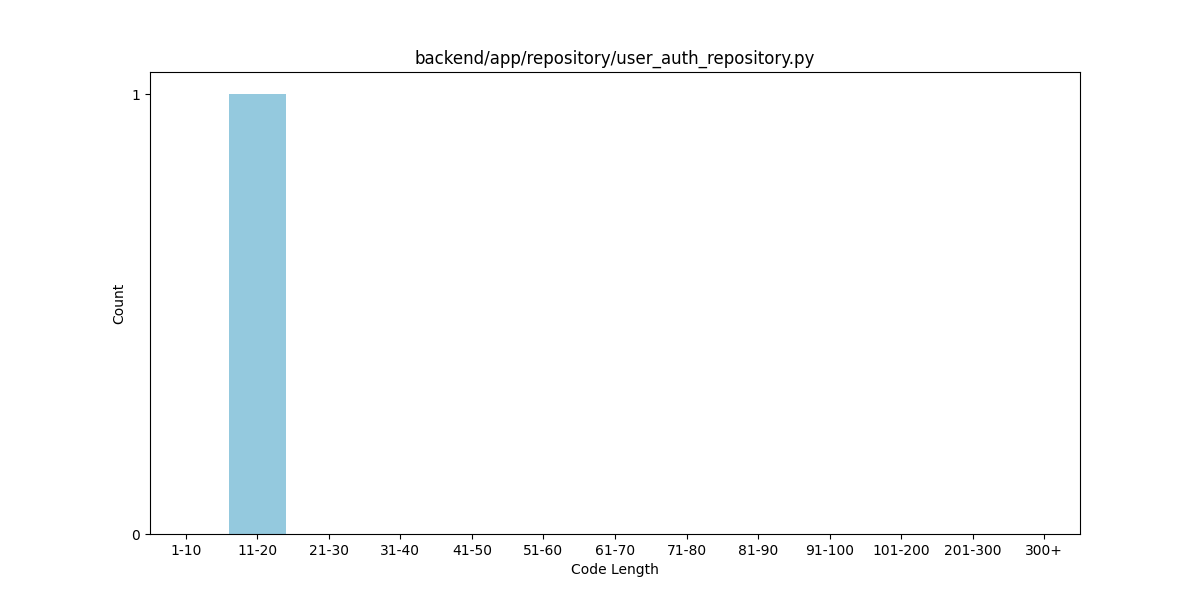 backend/app/repository/user_auth_repository.py
1
0
Count
1-10 11-20 21-30 31-40 41-50 51-60 61-70 71-80 81-90 91-100 101-200 201-300 300+
Code Length